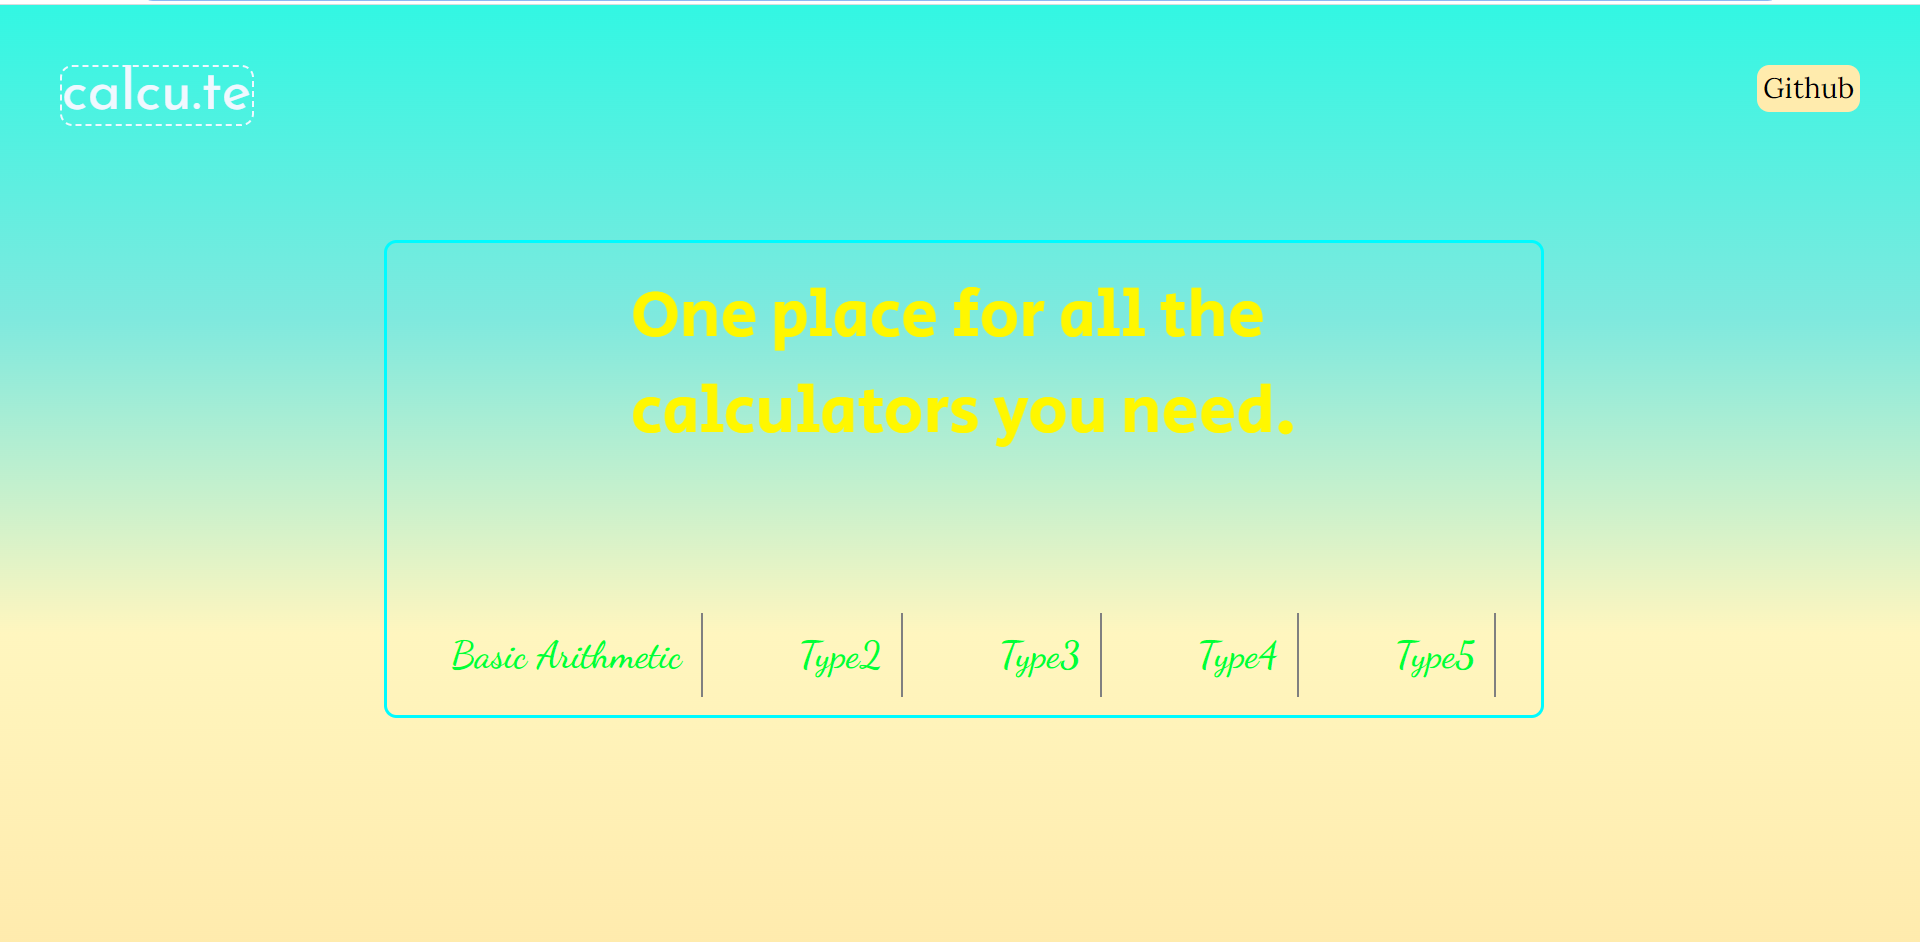 calcu.te
Github
One place for all the
calculators you need.
Basic Arithmetic Type2 Type3 Type4 Type5